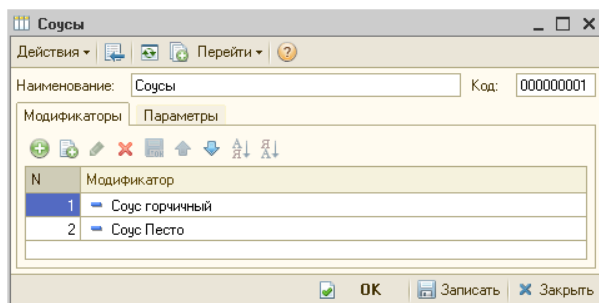 Соусы
Действия Перейти
Наименование: Соусы Код: 000000001
Модификаторы Параметры
N Модификатор
1 Соус горчичный
2 Соус Песто
OK Записать Закрыть